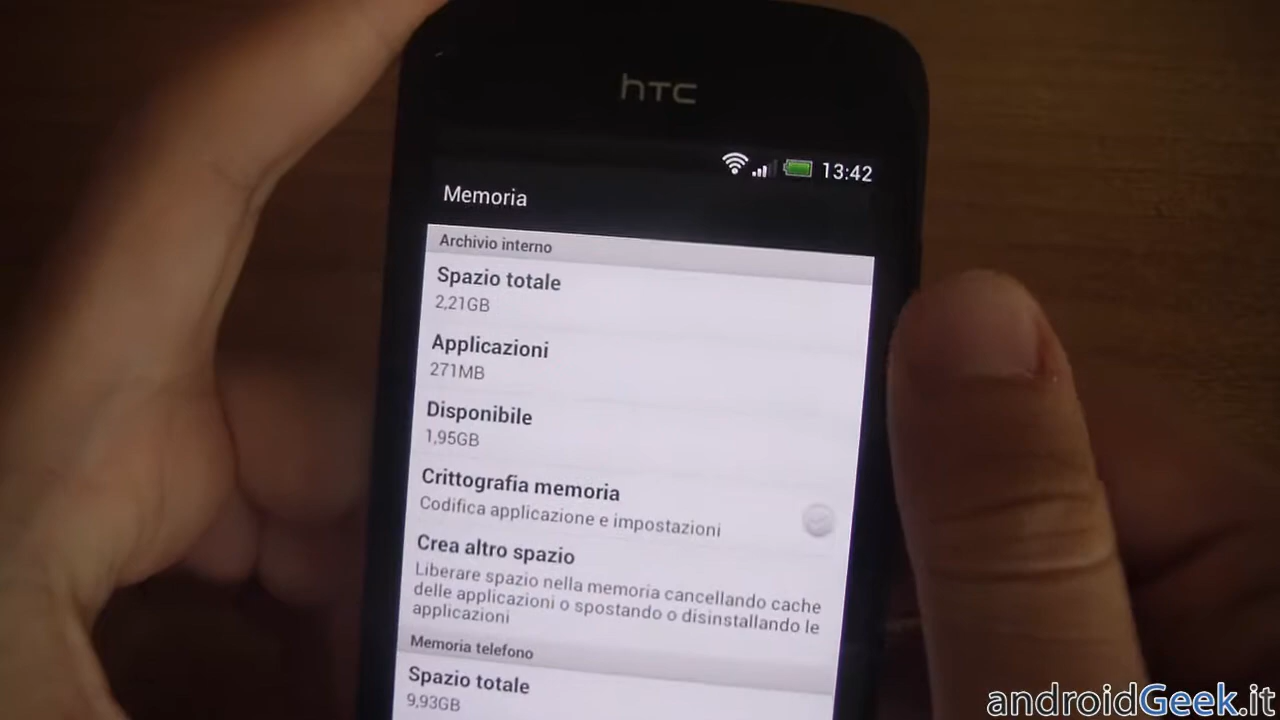 hTC
13:42
Memoria
Archivio interno
Spazio totale
2,21GB
Applicazioni
271MB
Disponibile
1,95GB
Crittografia memoria
Codifica applicazione e impostazioni
Crea altro spazio
Liberare spazio nella memoria cancellando cache
delle applicazioni o spostando o disinstallando le
applicazioni
Memoria telefono
Spazio totale
9,93GB
androidGeek.it